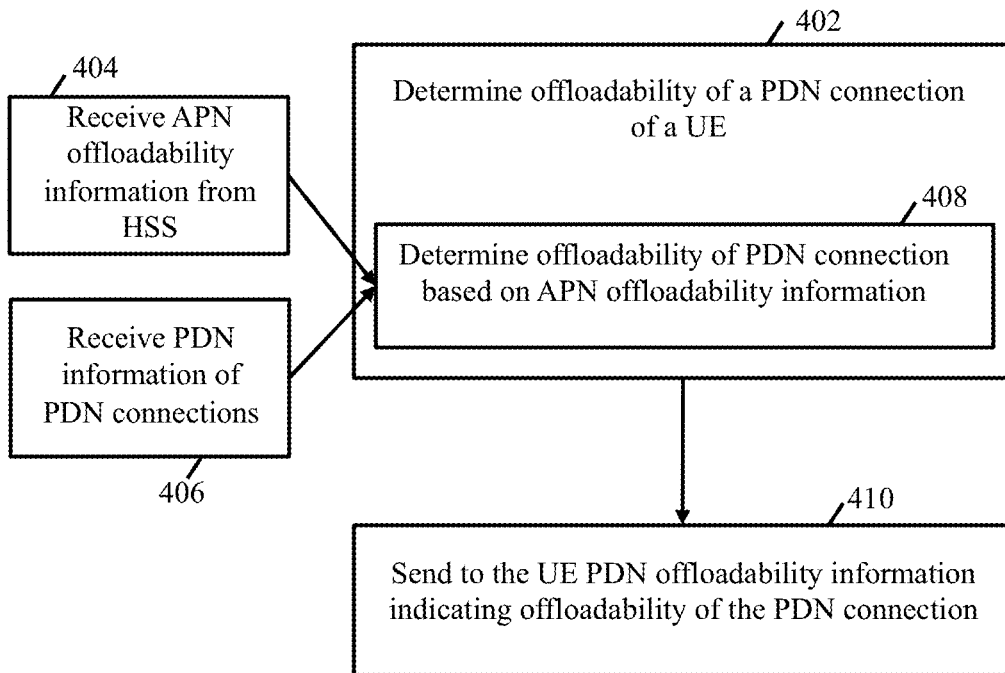 404
Receive APN
offloadability
information from
HSS
402
Determine offloadability of a PDN connection
of a UE
408
Determine offloadability of PDN connection
based on APN offloadability information
Receive PDN
information of
PDN connections
406
410
Send to the UE PDN offloadability information
indicating offloadability of the PDN connection